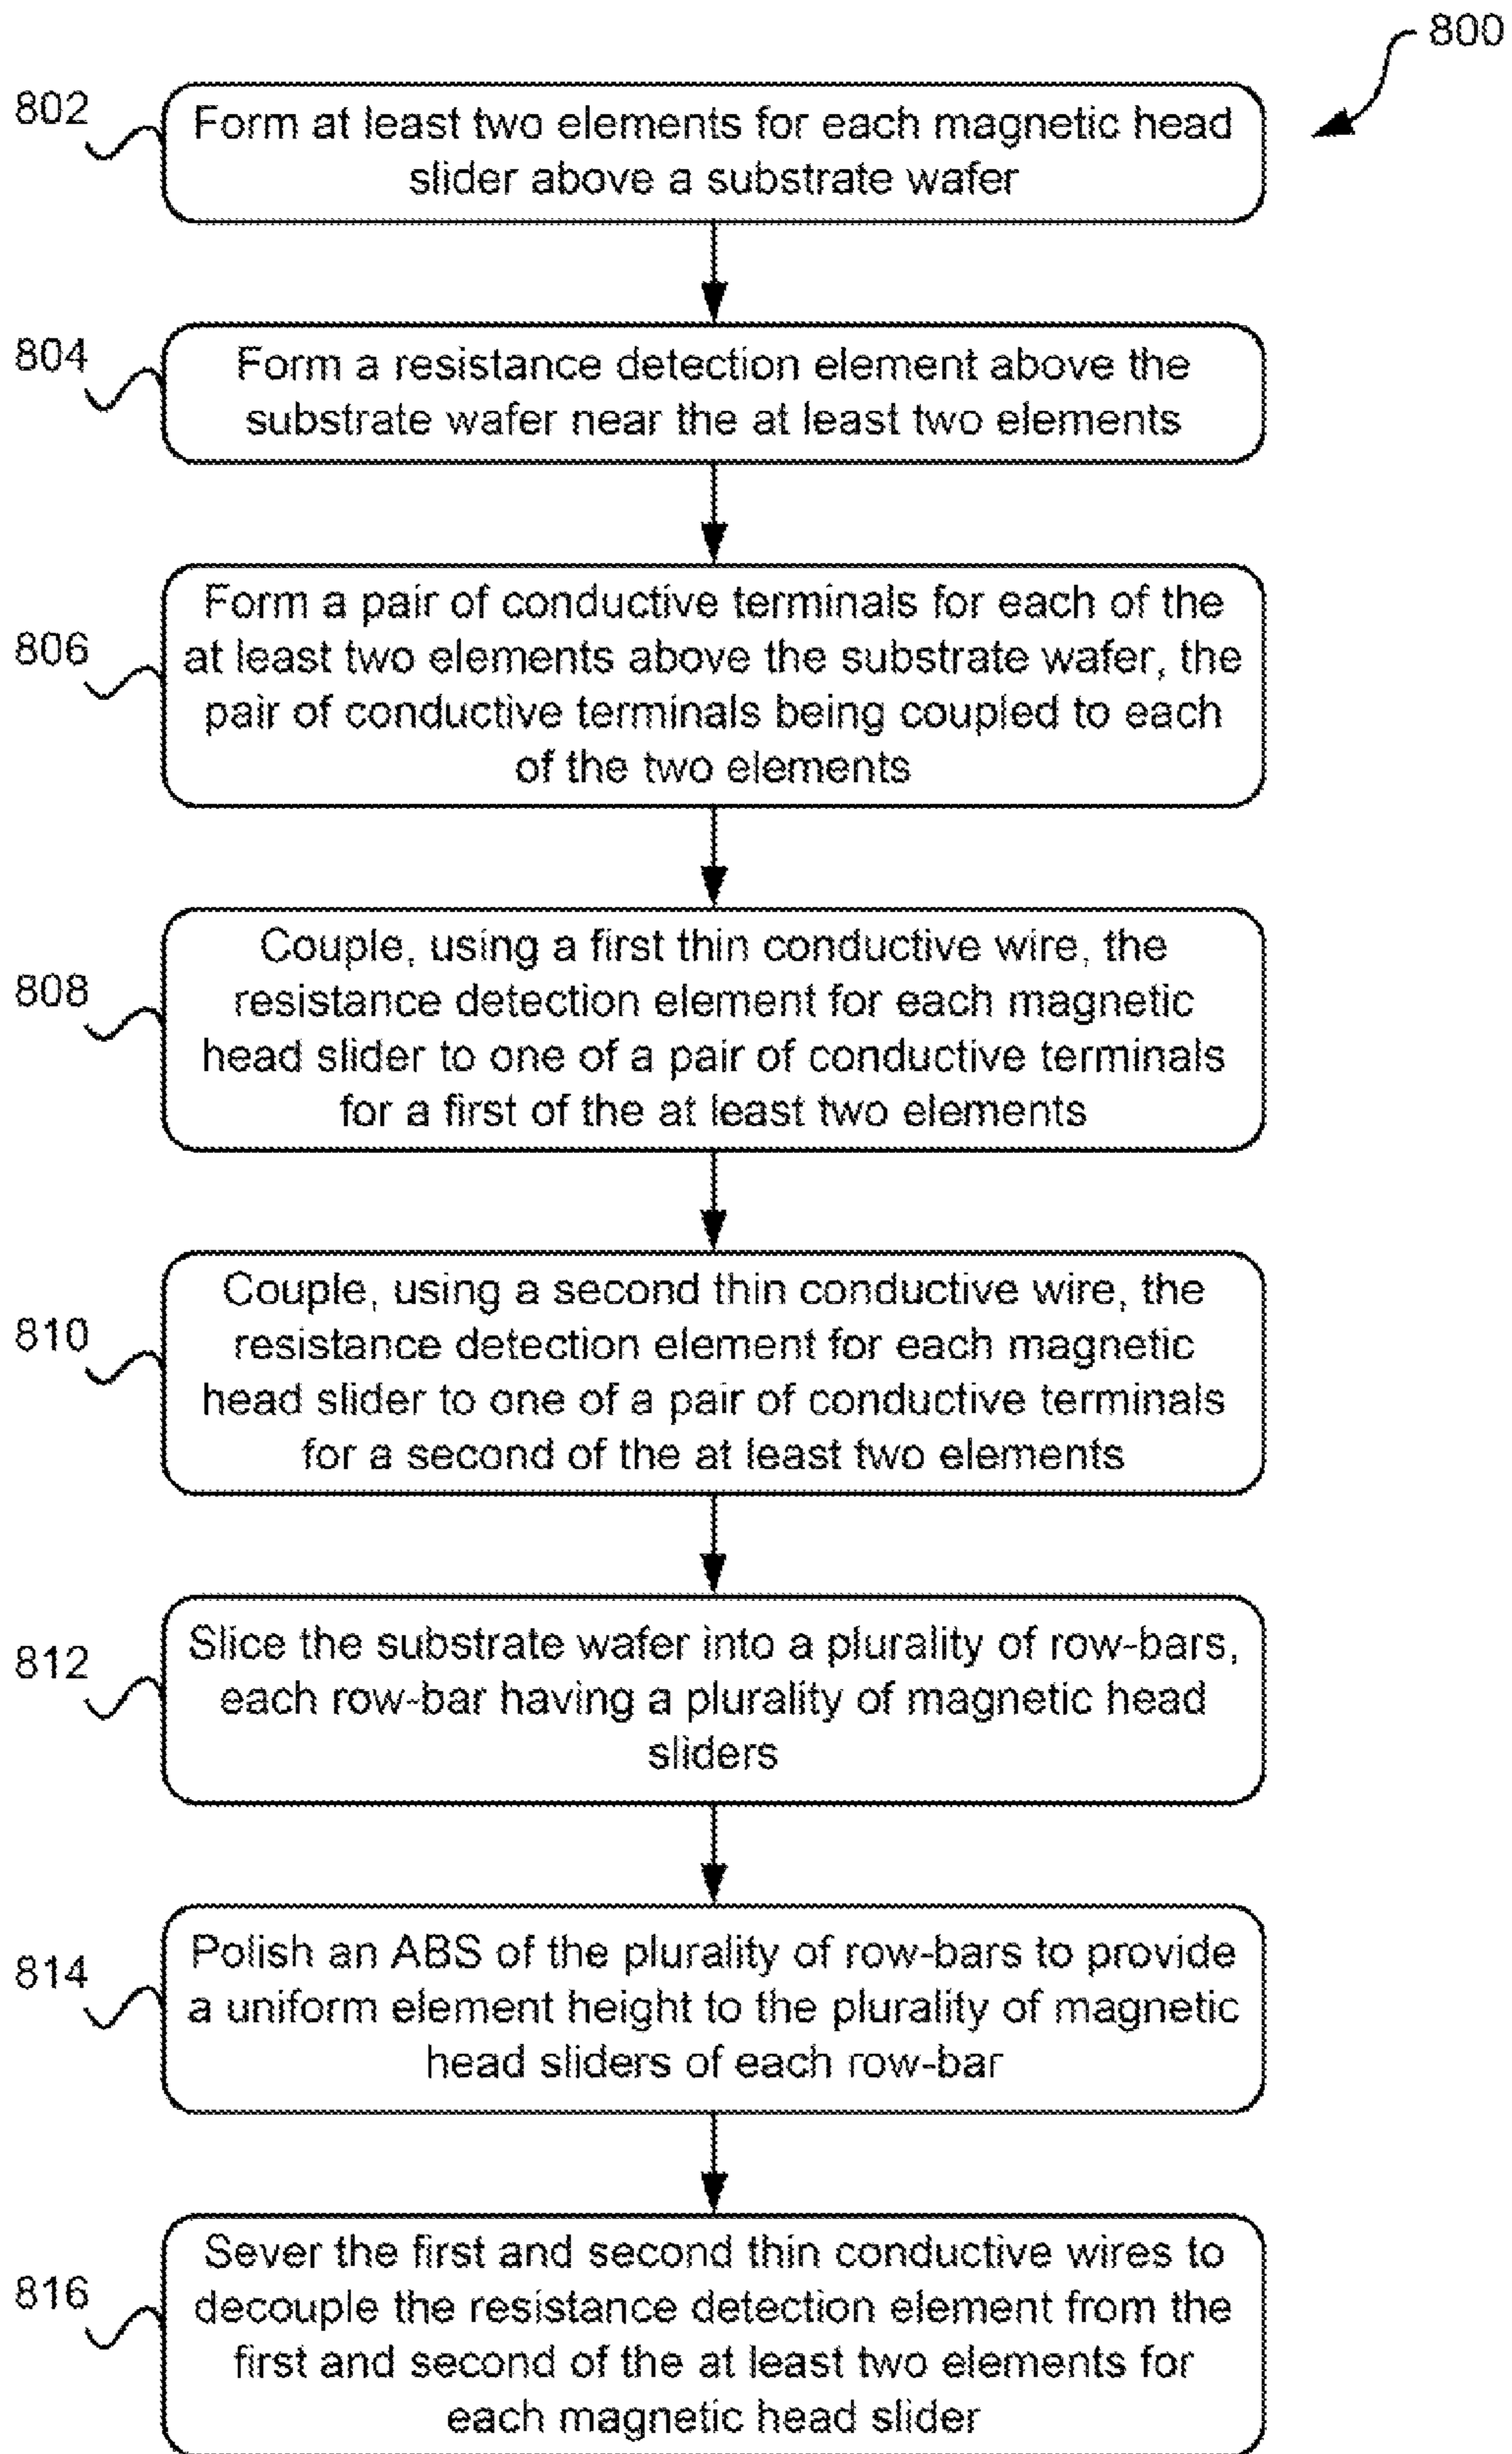 800
802
Form at least two elements for each magnetic head
slider above a substrate wafer
804
Form a resistance detection element above the
substrate wafer near the at least two elements
806
Form a pair of conductive terminals for each of the
at least two elements above the substrate wafer, the
pair of conductive terminals being coupled to each
of the two elements
808
Couple, using a first thin conductive wire, the
resistance detection element for each magnetic
head slider to one of a pair of conductive terminals
for a first of the at least two elements
810
Couple, using a second thin conductive wire, the
resistance detection element for each magnetic
head slider to one of a pair of conductive terminals
for a second of the at least two elements
812
Slice the substrate wafer into a plurality of row-bars,
each row-bar having a plurality of magnetic head
sliders
814
Polish an ABS of the plurality of row-bars to provide
a uniform element height to the plurality of magnetic
head sliders of each row-bar
816
Sever the first and second thin conductive wires to
decouple the resistance detection element from the
first and second of the at least two elements for
each magnetic head slider